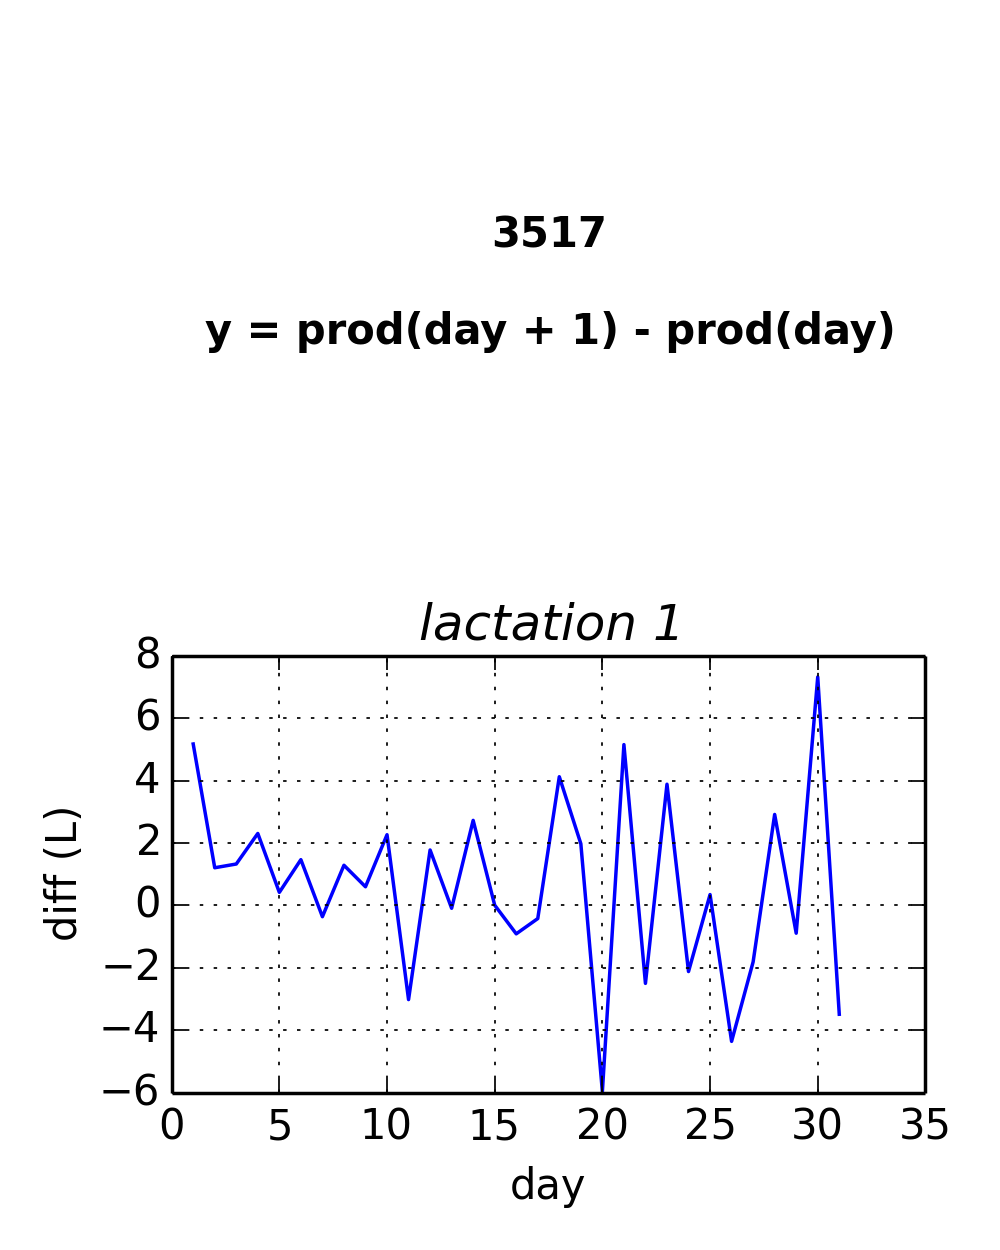 3517
y = prod(day + 1) - prod(day)
lactation 1
8
6
4
2
0
−2
−4
−6
diff (L)
0 5 10 15 20 25 30 35
day